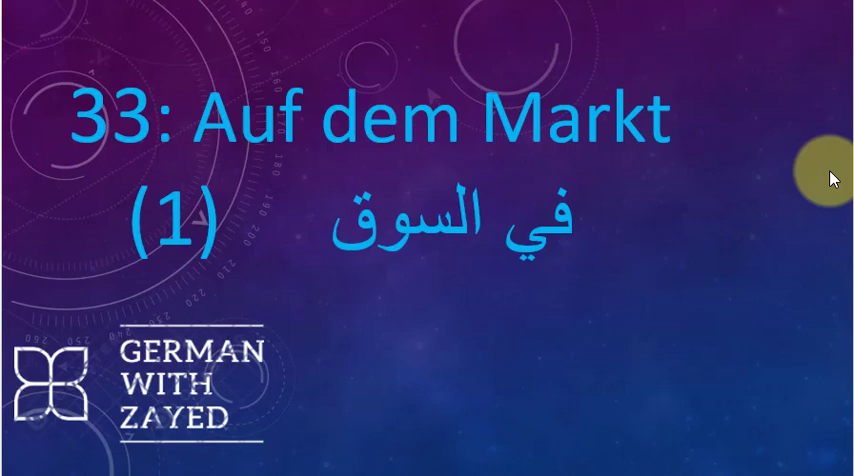 33: Auf dem Markt
(1) في السوق
GERMAN
WITH
ZAYED